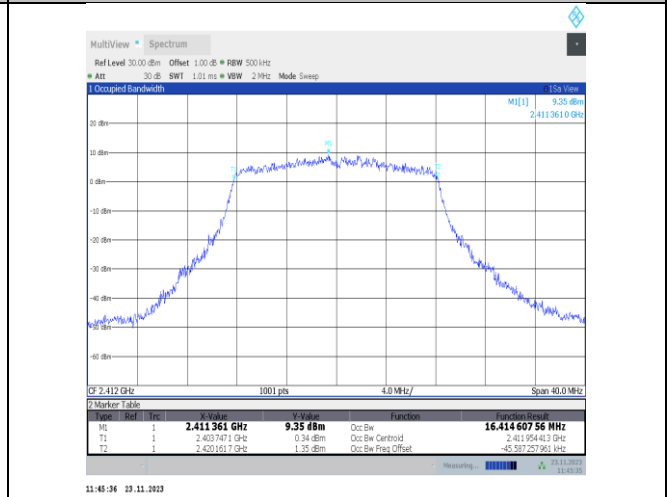 MultiView Spectrum
Ref Level 30.00 dBm Offset 1.00 dB RBW 500 kHz
Att 30 dB SWT 1.01 ms VBW 2 MHz Mode Sweep
1 Occupied Bandwidth 1Sa View
M1[1] 9.35 dBm
2.4113610 GHz
20 dBm
M1
10 dBm
0 dBm
-10 dBm
-20 dBm
-30 dBm
-40 dBm
-50 dBm
-60 dBm
CF 2.412 GHz 1001 pts 4.0 MHz/ Span 40.0 MHz
2 Marker Table
Type Ref Trc X-Value Y-Value Function Function Result
M1 1 2.411 361 GHz 9.35 dBm Occ Bw 16.414 607 56 MHz
T1 1 2.403 747 1 GHz 0.34 dBm Occ Bw Centroid 2.411 954 413 GHz
T2 1 2.420 161 7 GHz 1.35 dBm Occ Bw Freq Offset -45.587 257 961 kHz
Measuring... 23.11.2023
11:45:35
11:45:36 23.11.2023